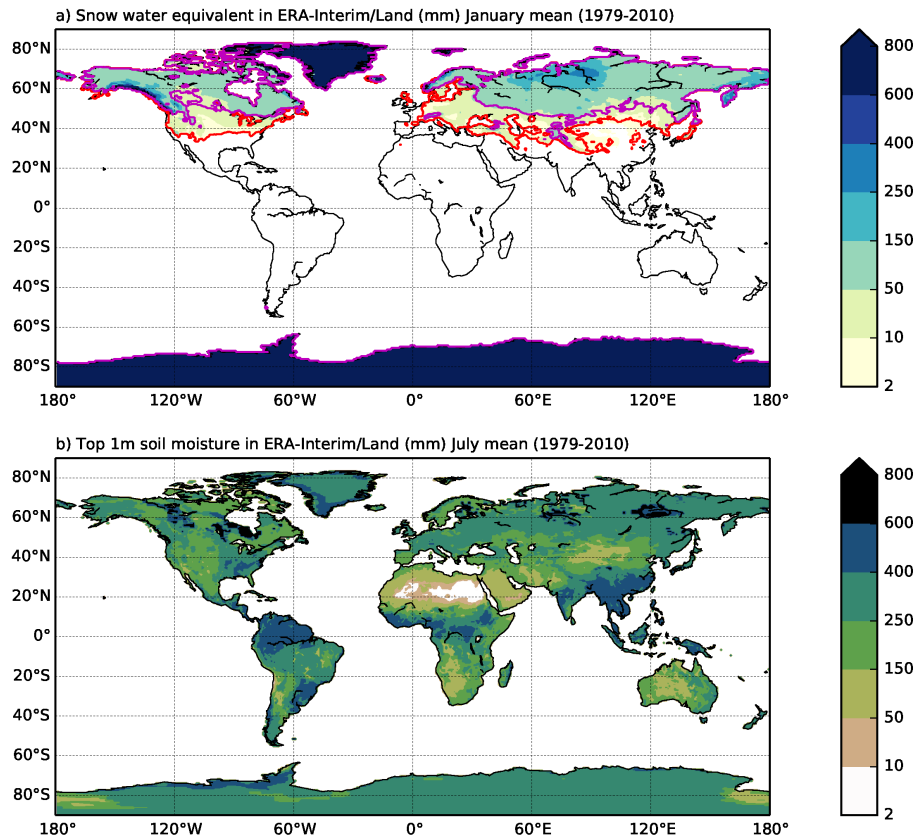 a) Snow water equivalent in ERA-Interim/Land (mm) January mean (1979-2010)
80°N
60°N
40°N
20°N
0°
20°S
40°S
60°S
80°S
180°
120°W
60°W
0°
60°E
120°E
180°
800
600
400
250
150
50
10
2
b) Top 1m soil moisture in ERA-Interim/Land (mm) July mean (1979-2010)
80°N
60°N
40°N
20°N
0°
20°S
40°S
60°S
80°S
180°
120°W
60°W
0°
60°E
120°E
180°
800
600
400
250
150
50
10
2